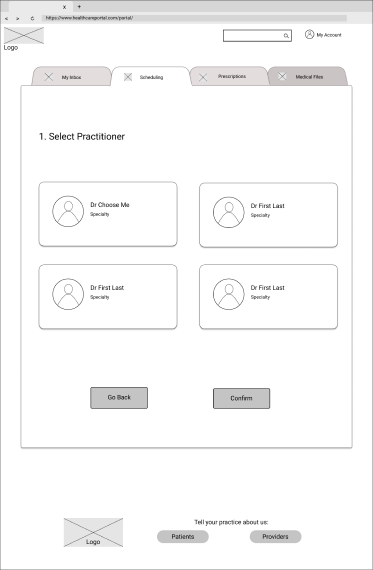 x +
< > https://www.healthcareportal.com/portal/
Logo
My Account
My Inbox
Scheduling
Prescriptions
Medical Files
1. Select Practitioner
Dr Choose Me
Specialty
Dr First Last
Specialty
Dr First Last
Specialty
Dr First Last
Specialty
Go Back
Confirm
Tell your practice about us:
Logo
Patients
Providers